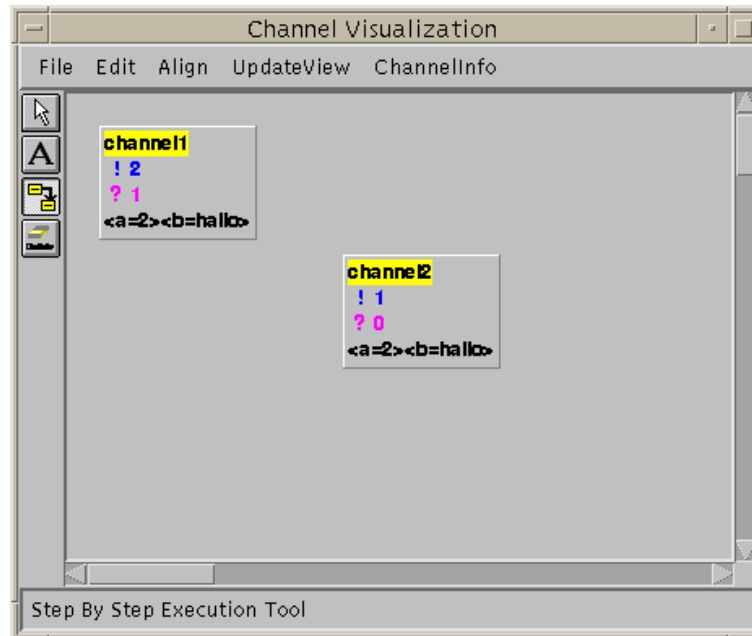 Channel Visualization
File Edit Align UpdateView ChannelInfo
A
channel1
! 2
? 1
<a=2><b=hallo>
channel2
! 1
? 0
<a=2><b=hallo>
Step By Step Execution Tool